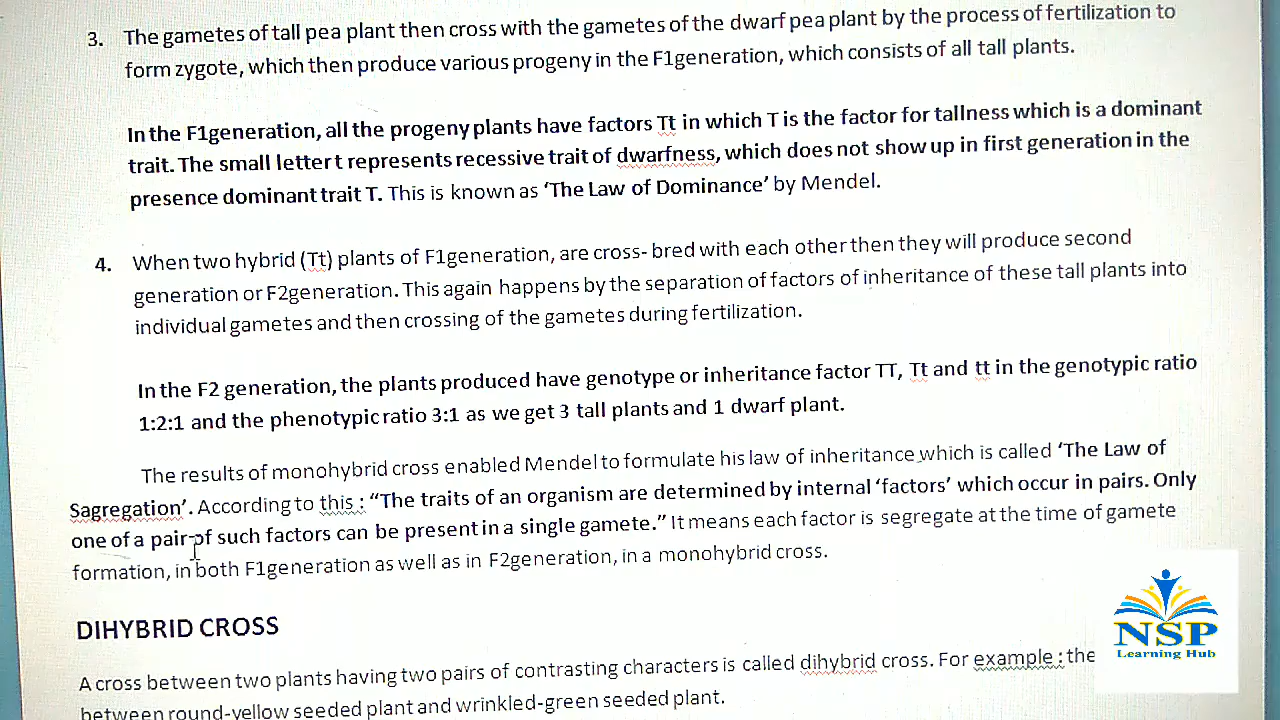 3. The gametes of tall pea plant then cross with the gametes of the dwarf pea plant by the process of fertilization to
form zygote, which then produce various progeny in the F1generation, which consists of all tall plants.
In the F1generation, all the progeny plants have factors Tt in which T is the factor for tallness which is a dominant
trait. The small letter t represents recessive trait of dwarfness, which does not show up in first generation in the
presence dominant trait T. This is known as ‘The Law of Dominance’ by Mendel.
4. When two hybrid (Tt) plants of F1generation, are cross- bred with each other then they will produce second
generation or F2generation. This again happens by the separation of factors of inheritance of these tall plants into
individual gametes and then crossing of the gametes during fertilization.
In the F2 generation, the plants produced have genotype or inheritance factor TT, Tt and tt in the genotypic ratio
1:2:1 and the phenotypic ratio 3:1 as we get 3 tall plants and 1 dwarf plant.
The results of monohybrid cross enabled Mendel to formulate his law of inheritance which is called ‘The Law of
Sagregation’. According to this : “The traits of an organism are determined by internal ‘factors’ which occur in pairs. Only
one of a pair of such factors can be present in a single gamete.” It means each factor is segregate at the time of gamete
formation, in both F1generation as well as in F2generation, in a monohybrid cross.
DIHYBRID CROSS
A cross between two plants having two pairs of contrasting characters is called dihybrid cross. For example : the
between round-yellow seeded plant and wrinkled-green seeded plant.
NSP
Learning Hub